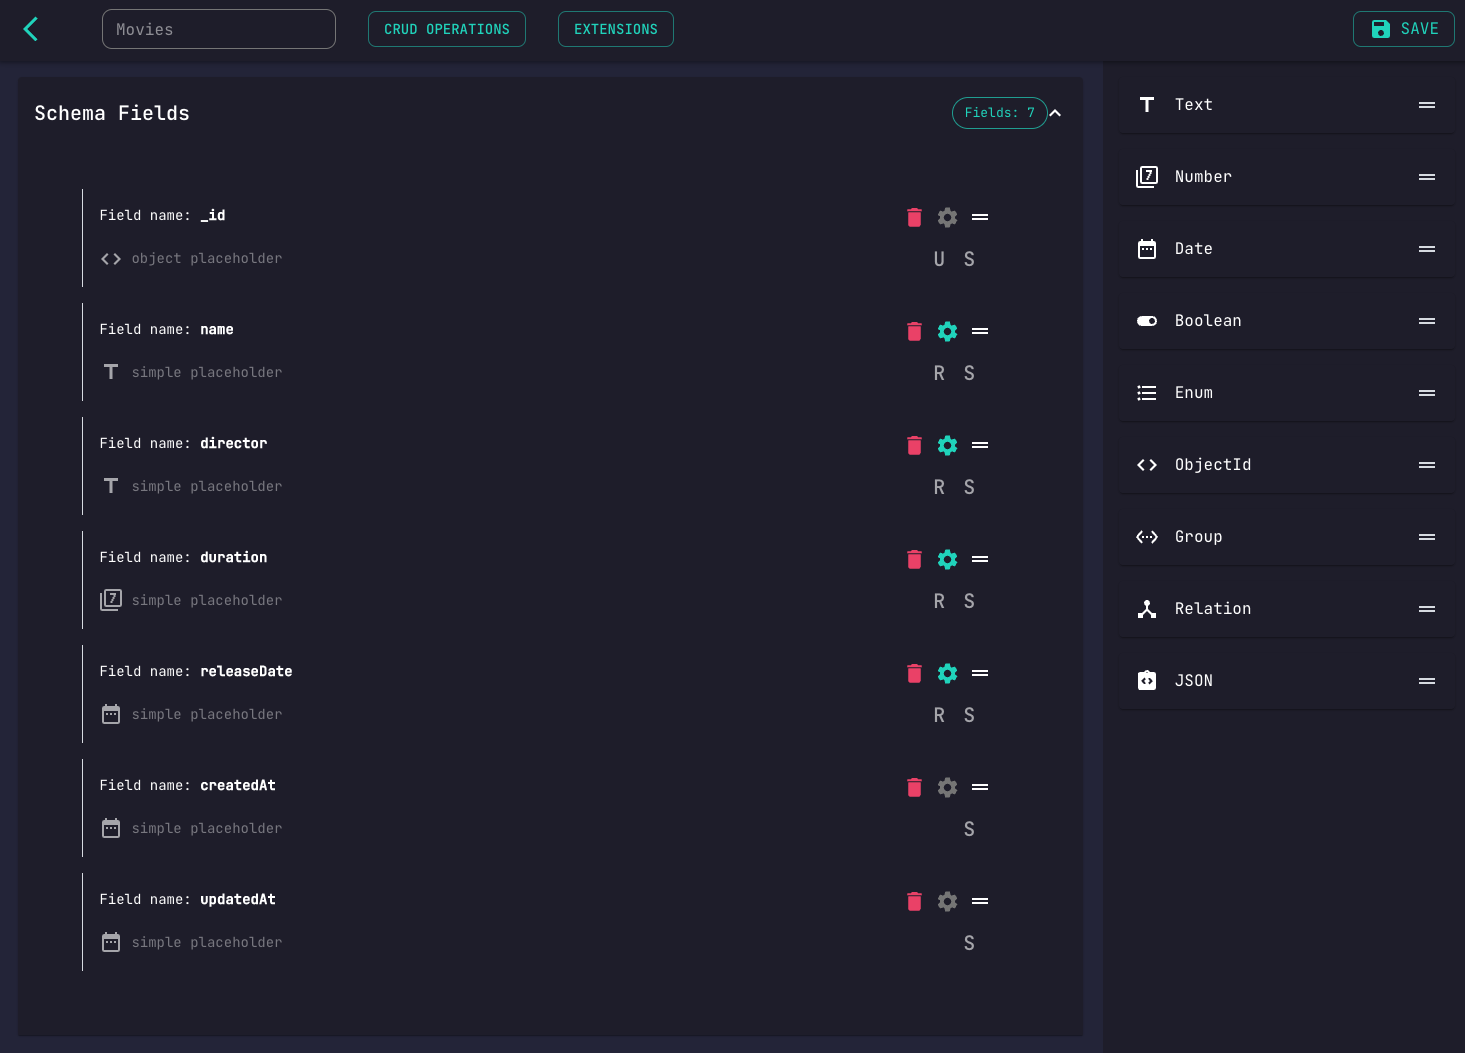 Movies
CRUD OPERATIONS
EXTENSIONS
SAVE
Schema Fields
Fields: 7
Field name: _id
object placeholder
U S
Field name: name
simple placeholder
R S
Field name: director
simple placeholder
R S
Field name: duration
7 simple placeholder
R S
Field name: releaseDate
simple placeholder
R S
Field name: createdAt
simple placeholder
S
Field name: updatedAt
simple placeholder
S
Text
7 Number
Date
Boolean
Enum
ObjectId
Group
Relation
JSON